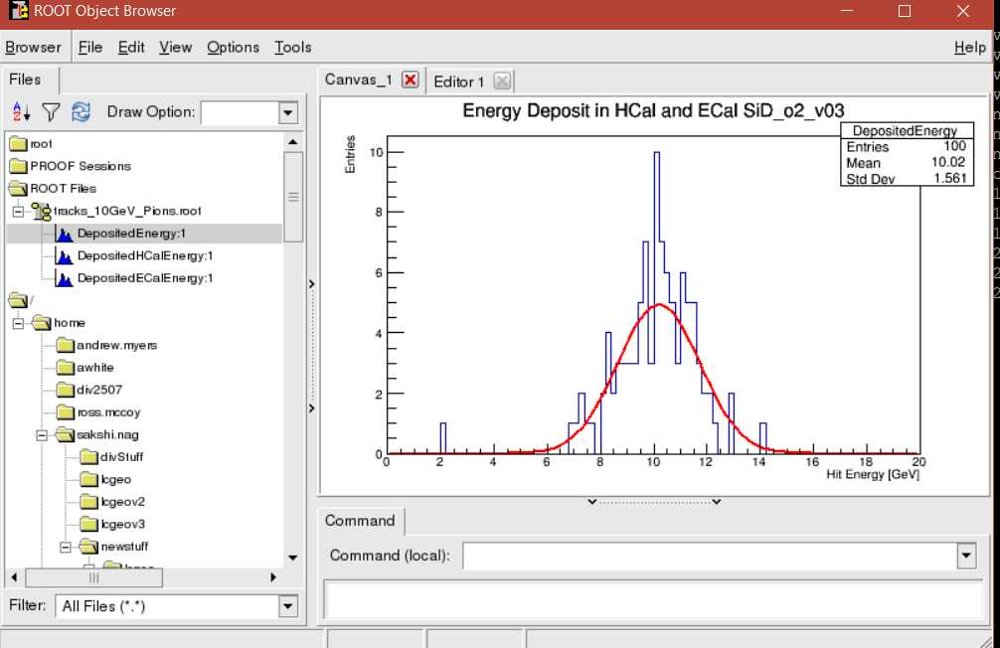 ROOT Object Browser
Browser File Edit View Options Tools Help
Files
Draw Option:
root
PROOF Sessions
ROOT Files
tracks_10GeV_Pions.root
DepositedEnergy:1
DepositedHCalEnergy:1
DepositedECalEnergy:1
/
home
andrew.myers
awhite
div2507
ross.mccoy
sakshi.nag
divStuff
lcgeo
lcgeov2
lcgeov3
newstuff
Filter: All Files (*.*)
Canvas_1 Editor 1
Energy Deposit in HCal and ECal SiD_o2_v03
DepositedEnergy
Entries 100
Mean 10.02
Std Dev 1.561
Entries
10
8
6
4
2
0
0 2 4 6 8 10 12 14 16 18 20
Hit Energy [GeV]
Command
Command (local):